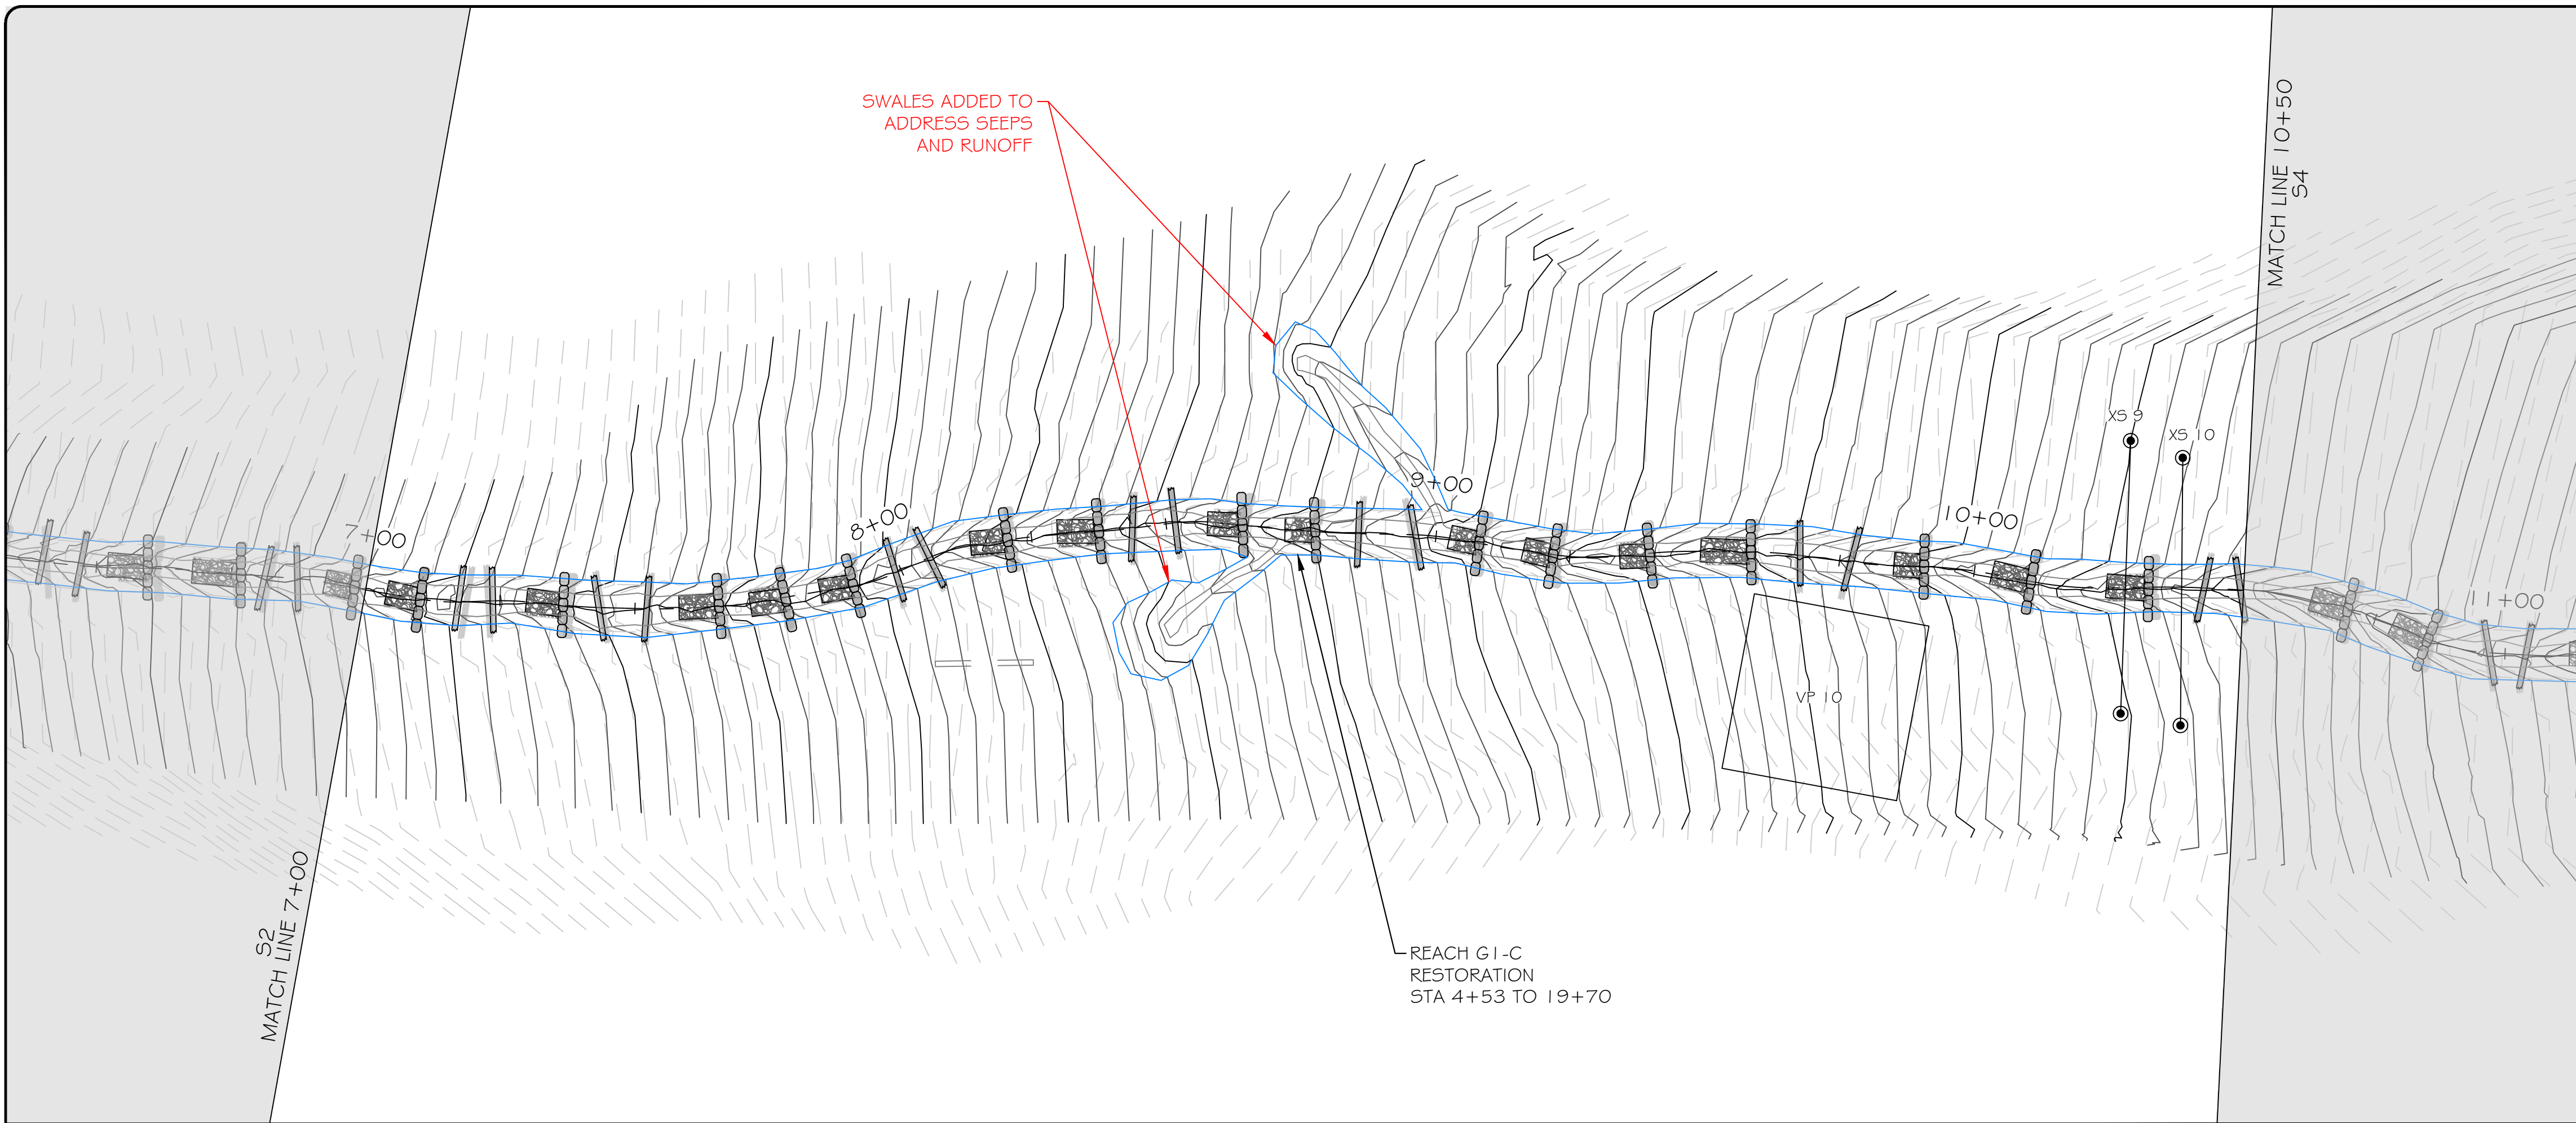 SWALES ADDED TO
ADDRESS SEEPS
AND RUNOFF
MATCH LINE 10+50
S4
XS 9
XS 10
7+00
8+00
9+00
10+00
11+00
VP 10
S2
MATCH LINE 7+00
REACH G1-C
RESTORATION
STA 4+53 TO 19+70